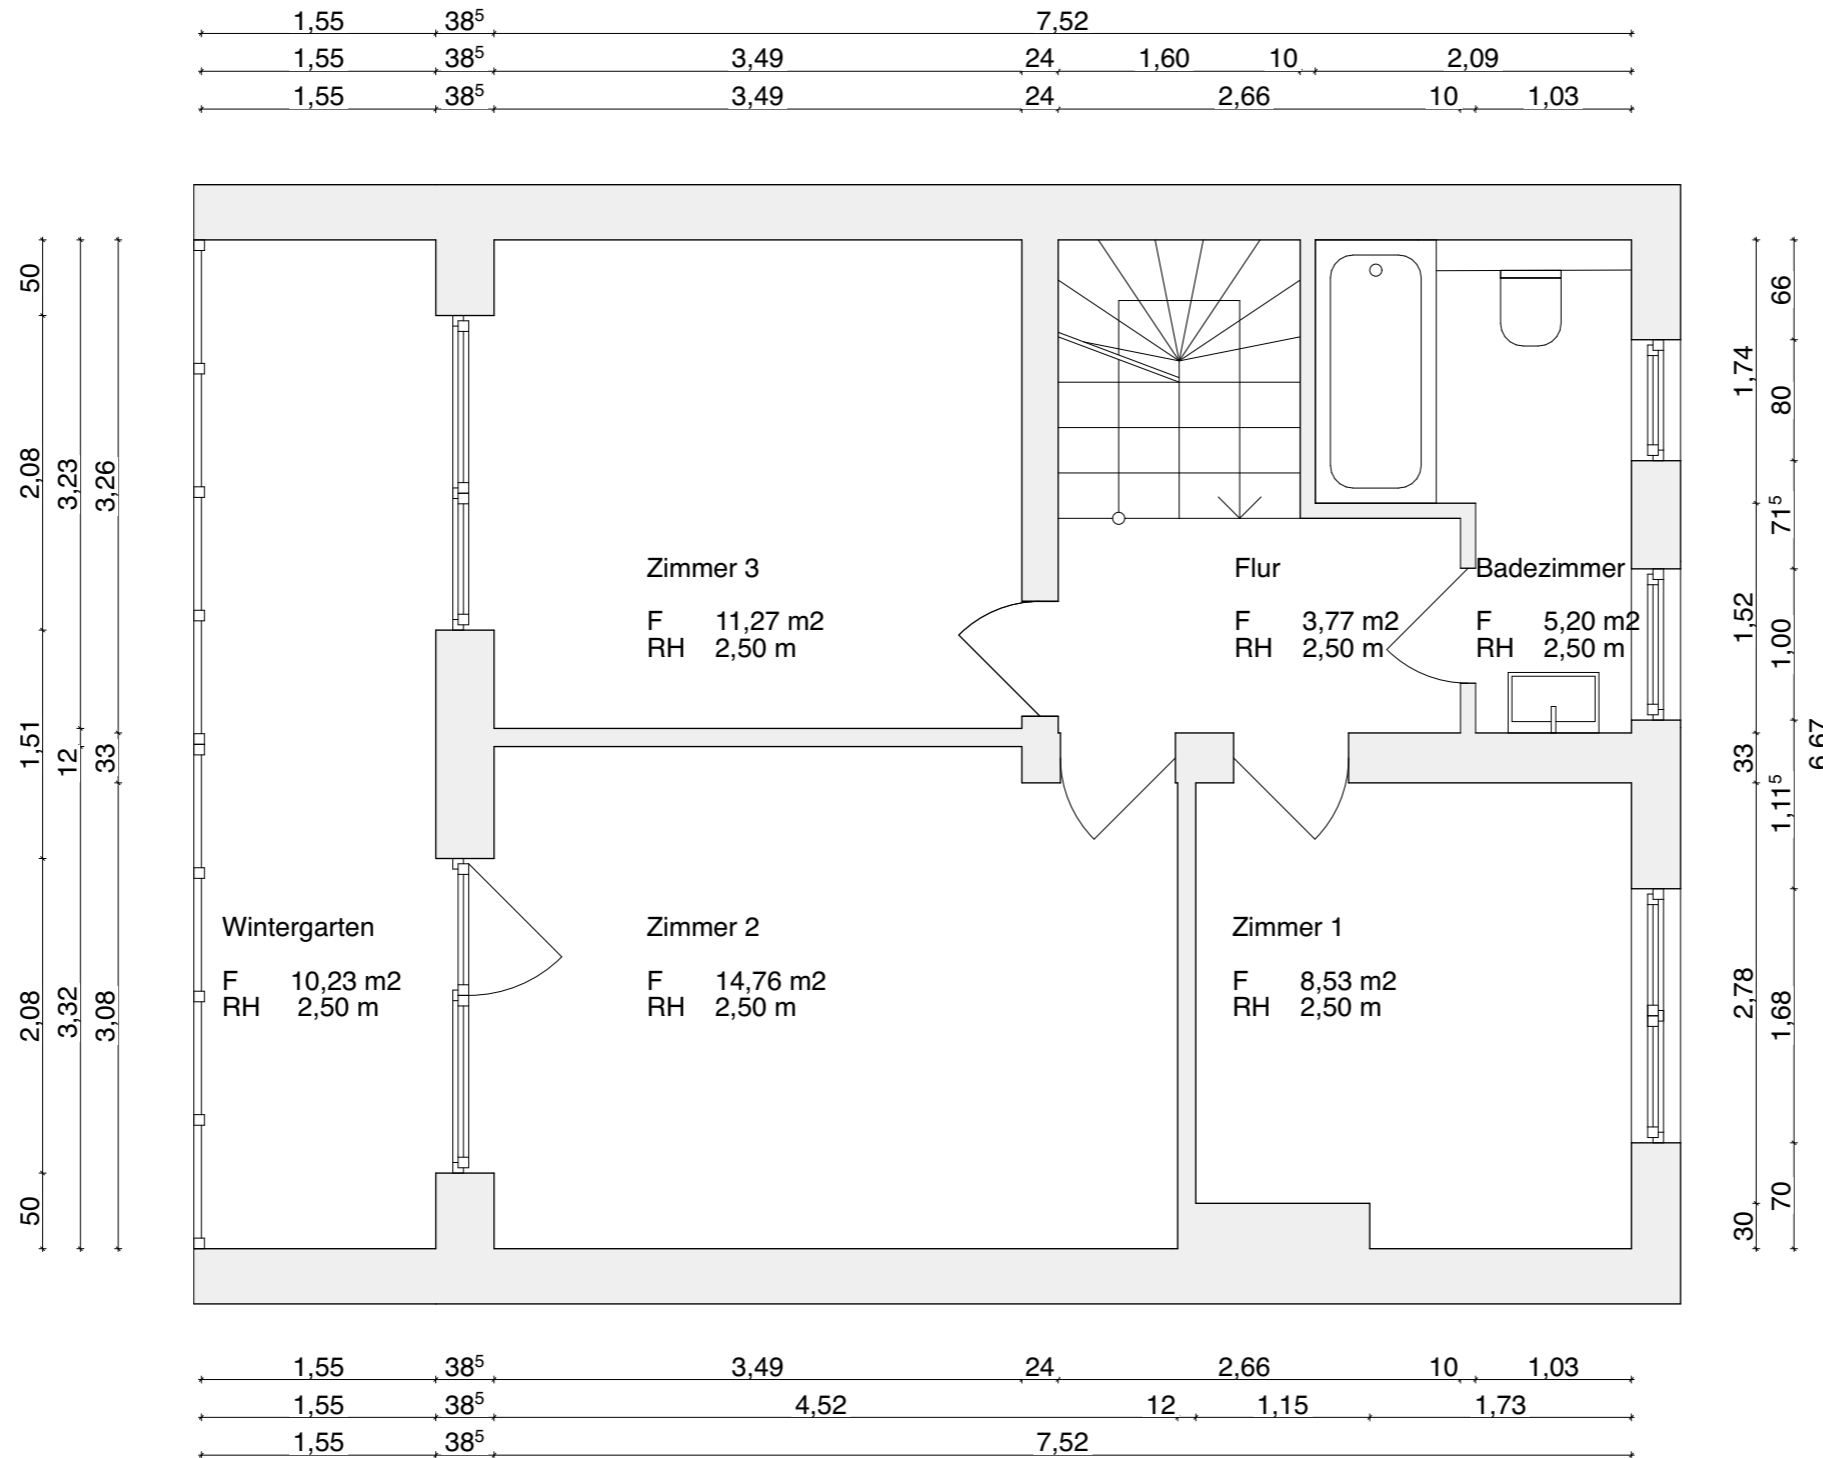 1,55 38⁵ 7,52
1,55 38⁵ 3,49 24 1,60 10 2,09
1,55 38⁵ 3,49 24 2,66 10 1,03
50 2,08 1,51 2,08 50
3,23 12 3,32
3,26 33 3,08
Zimmer 3
F 11,27 m2
RH 2,50 m
Flur
F 3,77 m2
RH 2,50 m
Badezimmer
F 5,20 m2
RH 2,50 m
Wintergarten
F 10,23 m2
RH 2,50 m
Zimmer 2
F 14,76 m2
RH 2,50 m
Zimmer 1
F 8,53 m2
RH 2,50 m
1,74 1,52 33 2,78 30
66 80 71⁵ 1,00 1,11⁵ 1,68 70
6,67
1,55 38⁵ 3,49 24 2,66 10 1,03
1,55 38⁵ 4,52 12 1,15 1,73
1,55 38⁵ 7,52